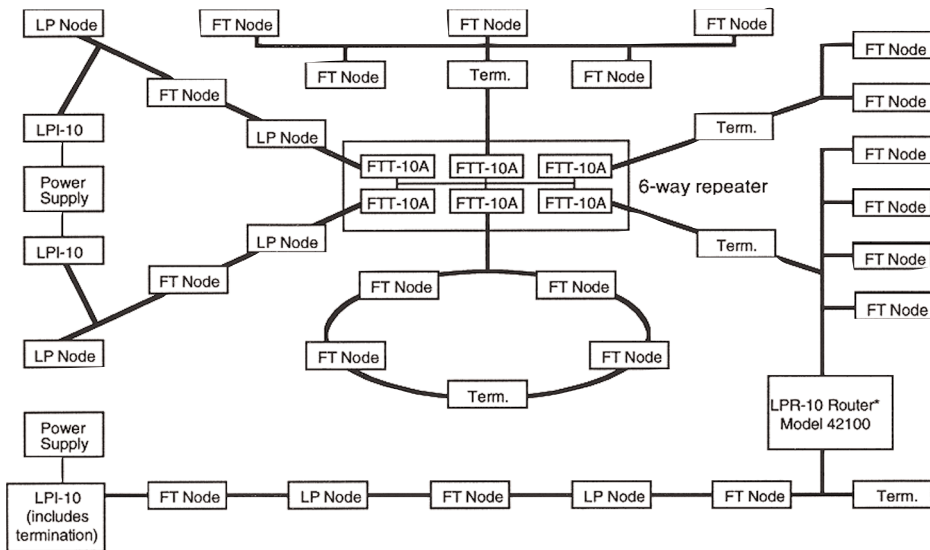 LP Node
FT Node
FT Node
FT Node
FT Node
FT Node
FT Node
Term.
FT Node
FT Node
FT Node
LPI-10
LP Node
Term.
FT Node
FTT-10A
FTT-10A
FTT-10A
Power
Supply
6-way repeater
FTT-10A
FTT-10A
FTT-10A
FT Node
LPI-10
LP Node
Term.
FT Node
FT Node
FT Node
FT Node
FT Node
LP Node
FT Node
FT Node
Term.
LPR-10 Router*
Model 42100
Power
Supply
LPI-10
(includes
termination)
FT Node
LP Node
FT Node
LP Node
FT Node
Term.